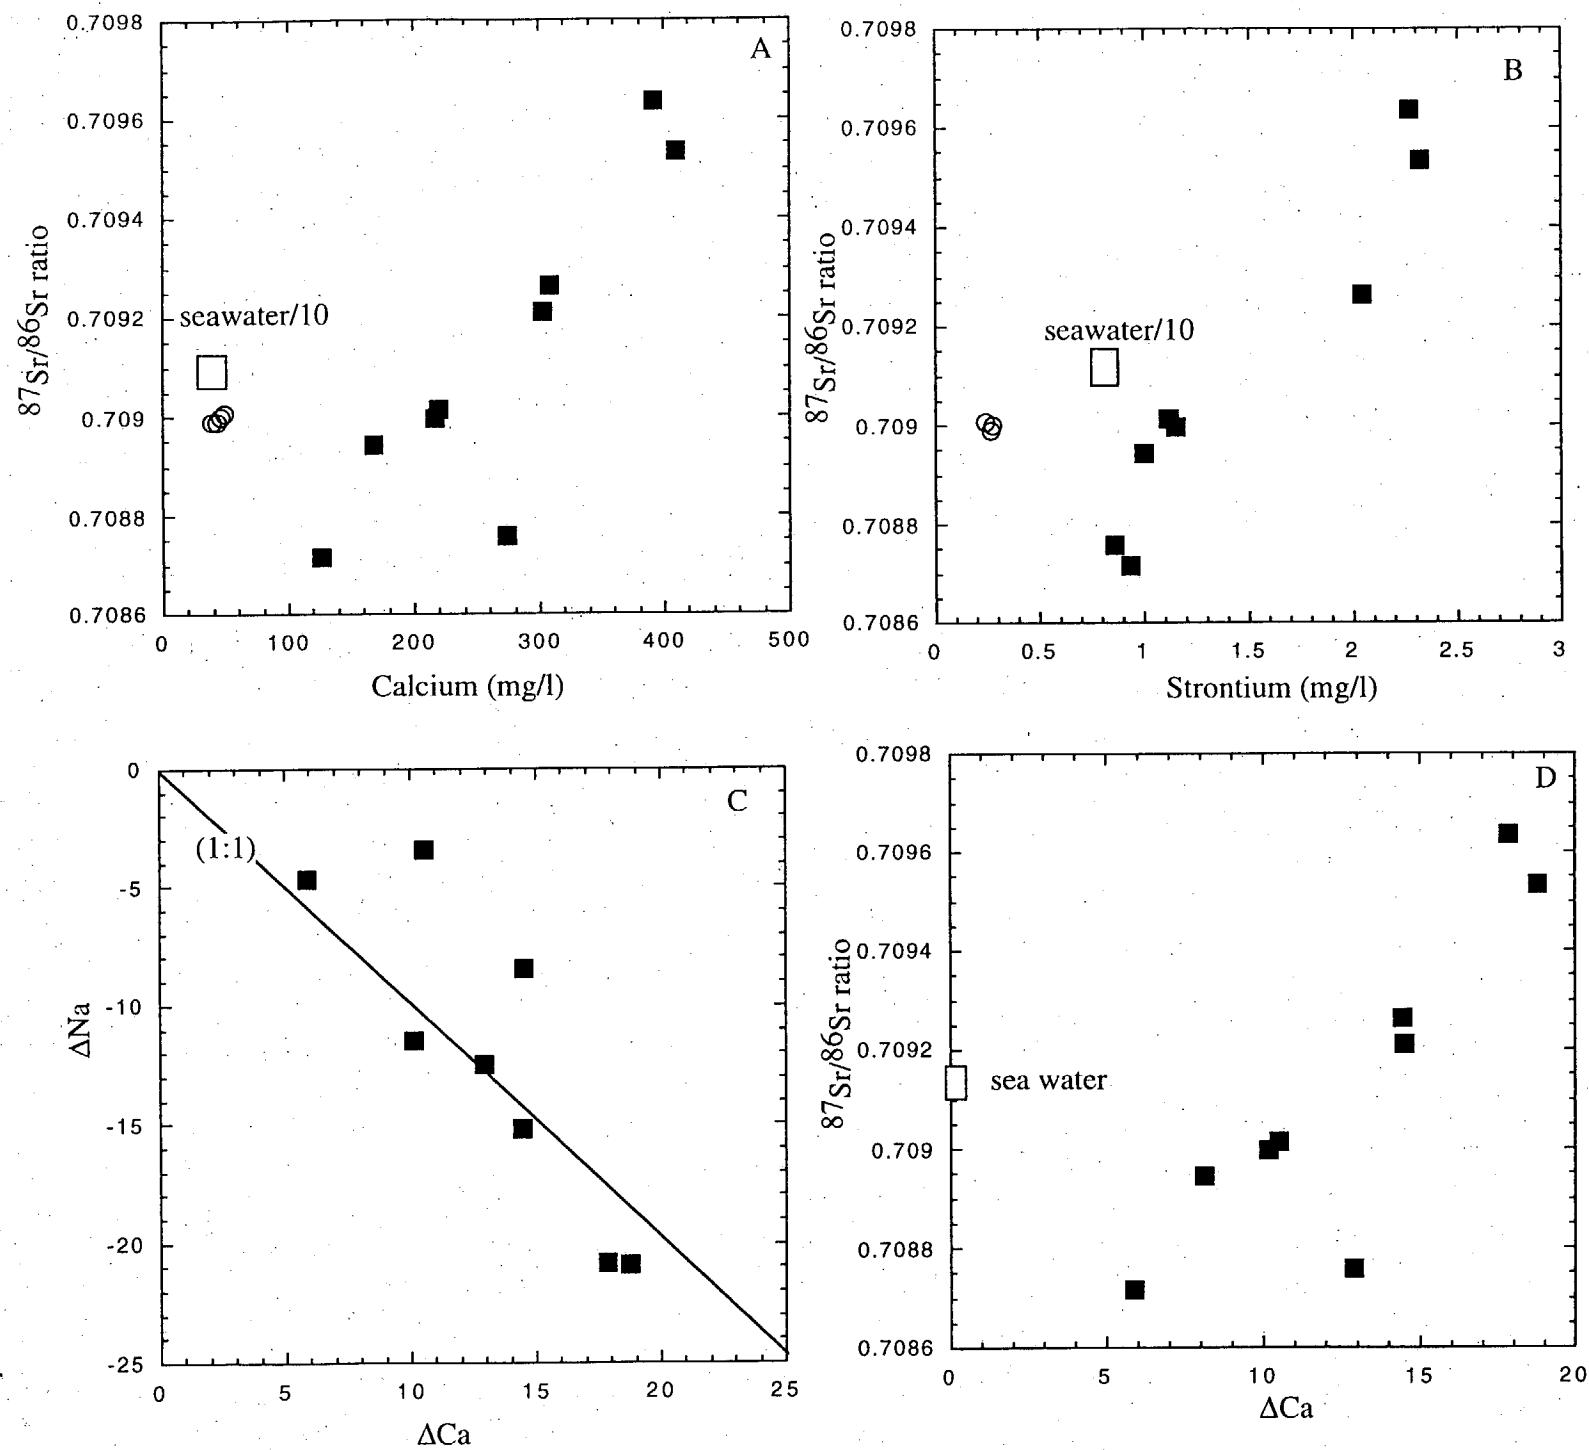 0.7098
0.7096
0.7094
0.7092
0.709
0.7088
0.7086
87Sr/86Sr ratio
A
seawater/10
0 100 200 300 400 500
Calcium (mg/l)
0.7098
0.7096
0.7094
0.7092
0.709
0.7088
0.7086
87Sr/86Sr ratio
B
seawater/10
0 0.5 1 1.5 2 2.5 3
Strontium (mg/l)
0
-5
-10
-15
-20
-25
ΔNa
C
(1:1)
0 5 10 15 20 25
ΔCa
0.7098
0.7096
0.7094
0.7092
0.709
0.7088
0.7086
87Sr/86Sr ratio
D
sea water
0 5 10 15 20
ΔCa